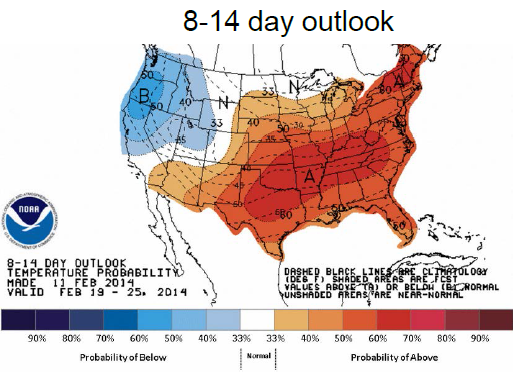 8-14 day outlook
50
B
50
40
33
N
N
33
A
60
40
50
30
33
45
40
35
45
A
50
60
50
60
NOAA
8-14 DAY OUTLOOK
TEMPERATURE PROBABILITY
MADE 11 FEB 2014
VALID FEB 19 - 25, 2014
DASHED BLACK LINES ARE CLIMATOLOGY
(DEG F) SHADED AREAS ARE FCST
VALUES ABOVE (A) OR BELOW (B) NORMAL
UNSHADED AREAS ARE NEAR-NORMAL
90% 80% 70% 60% 50% 40% 33% 33% 40% 50% 60% 70% 80% 90%
Probability of Below Normal Probability of Above